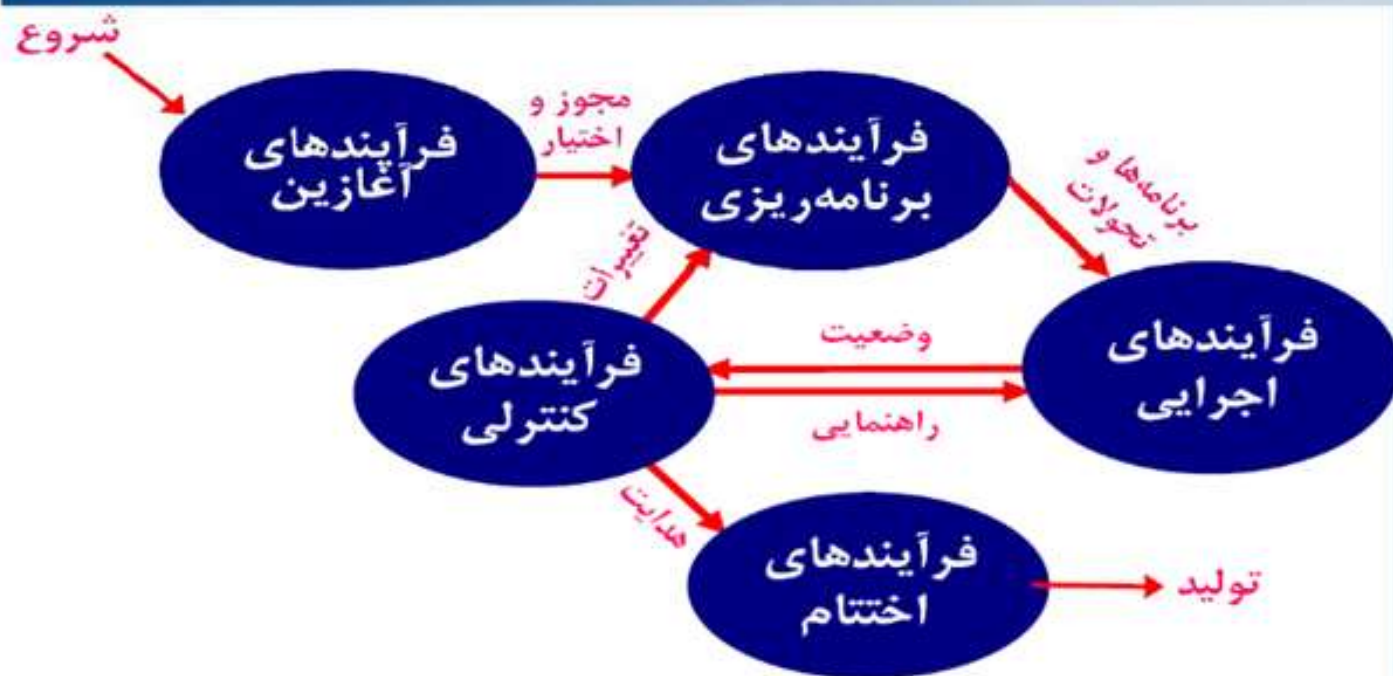 شروع
فرآیندهای
آغازین
مجوز و
اختیار
فرآیندهای
برنامه‌ریزی
برنامه‌ها و
تحولات
تغییرات
فرآیندهای
کنترلی
وضعیت
راهنمایی
فرآیندهای
اجرایی
هدایت
فرآیندهای
اختتام
تولید